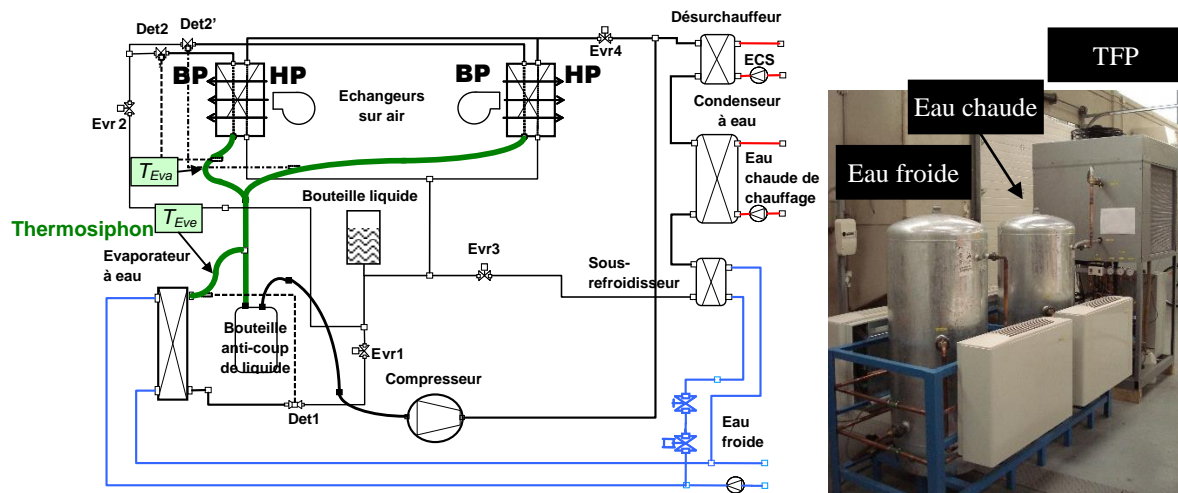 Det2
Det2’
Désurchauffeur
Evr4
ECS
BP
HP
BP
HP
Echangeurs
sur air
Evr 2
Condenseur
à eau
TEva
Bouteille liquide
Eau
chaude de
chauffage
Thermosiphon
TEve
Evaporateur
à eau
Evr3
Sous-
refroidisseur
Bouteille
anti-coup
de liquide
Evr1
Compresseur
Det1
Eau
froide
TFP
Eau chaude
Eau froide